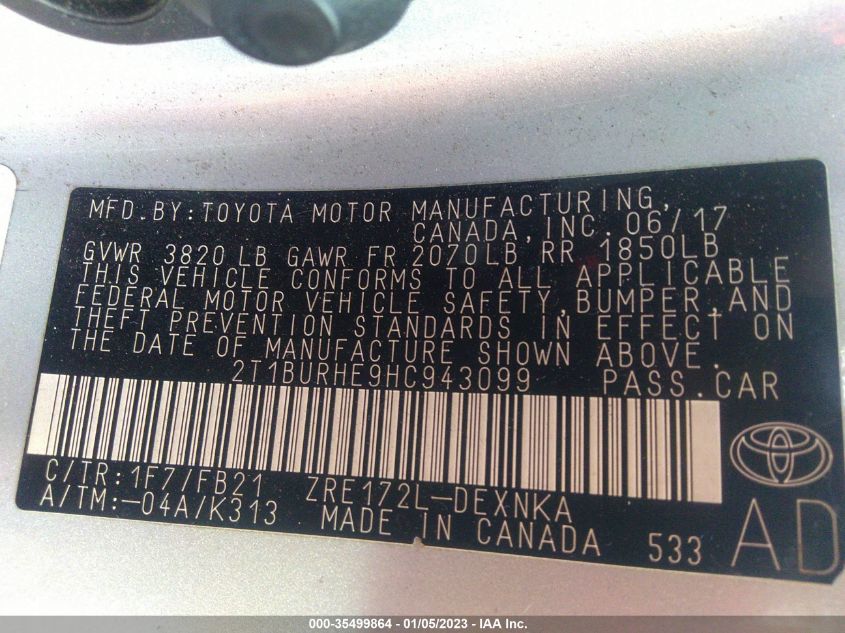 MFD.BY:TOYOTA MOTOR MANUFACTURING,
CANADA,INC. 06/17
GVWR 3820 LB GAWR FR 2070LB RR 1850LB
THIS VEHICLE CONFORMS TO ALL APPLICABLE
FEDERAL MOTOR VEHICLE SAFETY,BUMPER,AND
THEFT PREVENTION STANDARDS IN EFFECT ON
THE DATE OF MANUFACTURE SHOWN ABOVE.
2T1BURHE9HC943099 PASS.CAR
C/TR:1F7/FB21 ZRE172L-DEXNKA
A/TM:-04A/K313 MADE IN CANADA 533
AD
000-35499864 - 01/05/2023 - IAA Inc.